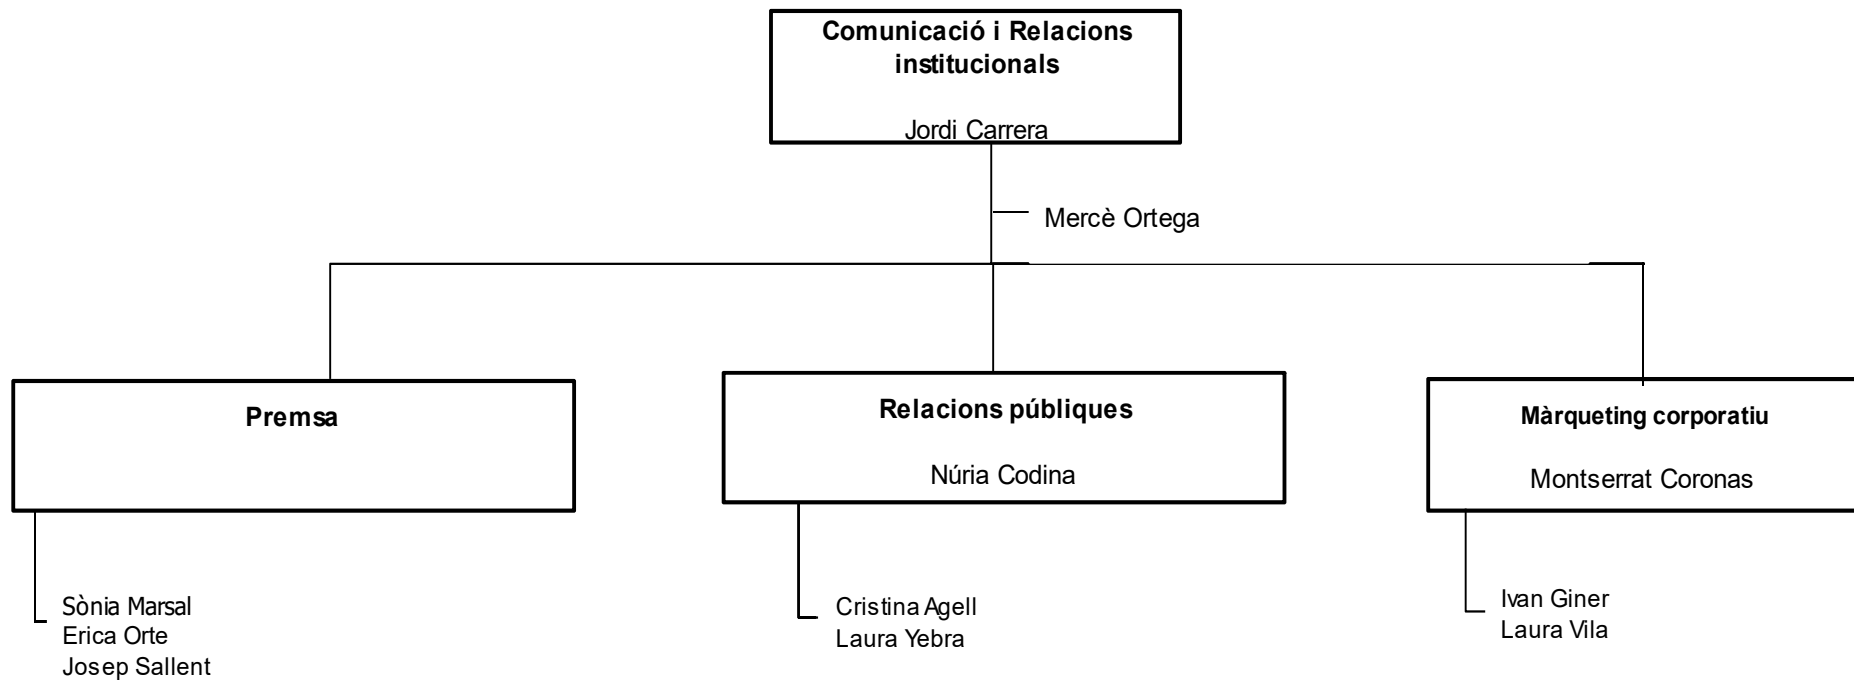 Comunicació i Relacions
institucionals
Jordi Carrera
Mercè Ortega
Premsa
Relacions públiques
Núria Codina
Màrqueting corporatiu
Montserrat Coronas
Sònia Marsal
Erica Orte
Josep Sallent
Cristina Agell
Laura Yebra
Ivan Giner
Laura Vila